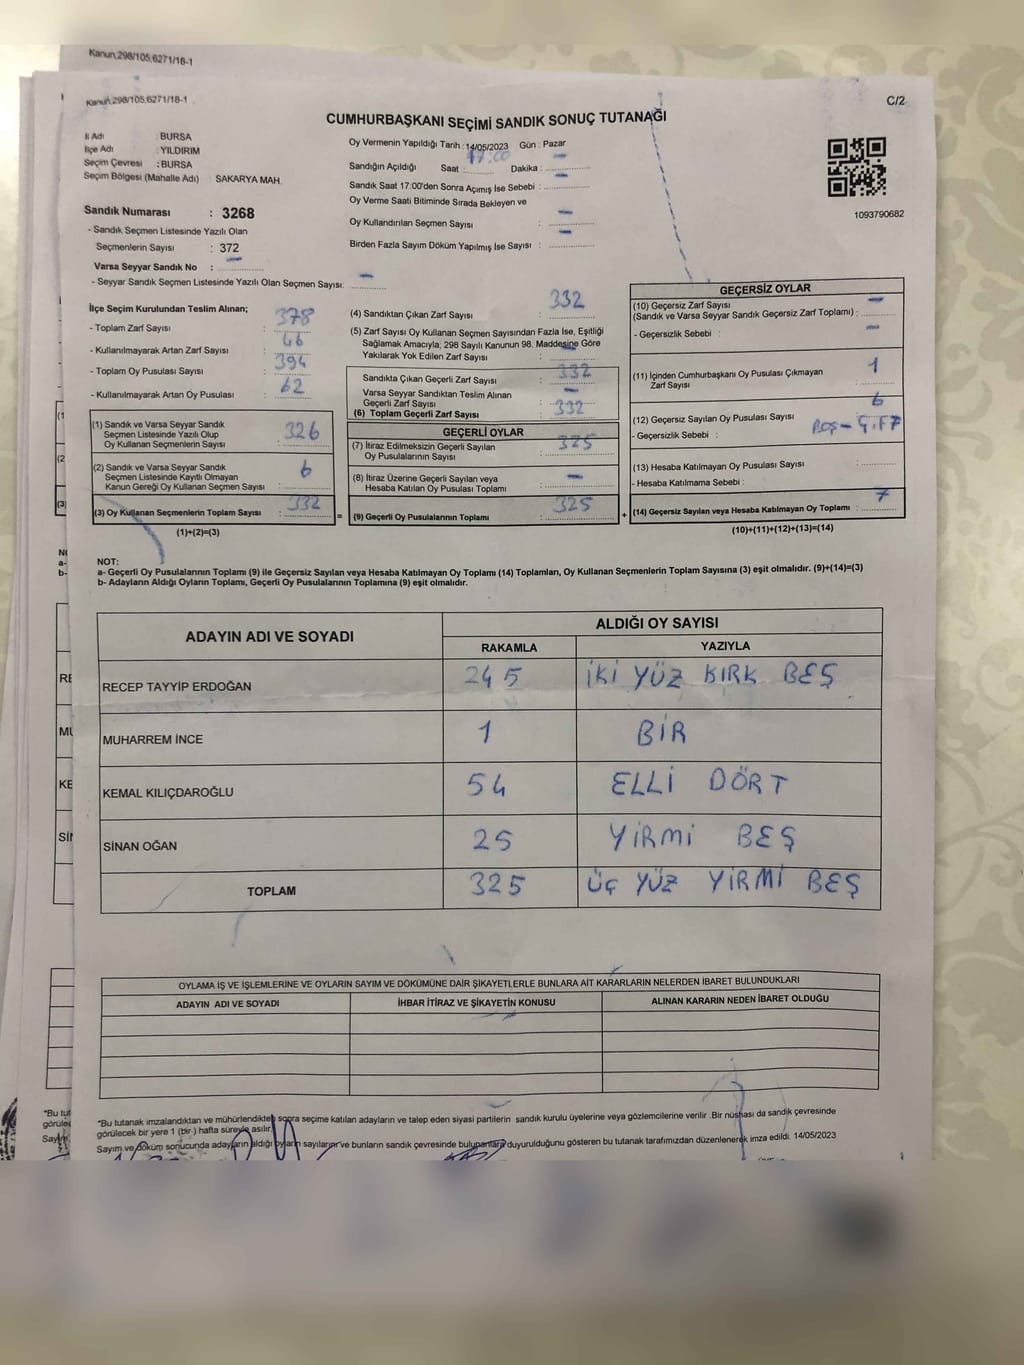 Kanun,298/105,6271/18-1
Kanun,298/105,6271/18-1
C/2
CUMHURBAŞKANI SEÇİMİ SANDIK SONUÇ TUTANAĞI
İl Adı : BURSA
İlçe Adı : YILDIRIM
Seçim Çevresi : BURSA
Seçim Bölgesi (Mahalle Adı) : SAKARYA MAH.
Sandık Numarası : 3268
- Sandık Seçmen Listesinde Yazılı Olan
Seçmenlerin Sayısı : 372
Varsa Seyyar Sandık No : —
- Seyyar Sandık Seçmen Listesinde Yazılı Olan Seçmen Sayısı: —
Oy Vermenin Yapıldığı Tarih : 14/05/2023 Gün : Pazar
Sandığın Açıldığı Saat : 17:00 Dakika : —
Sandık Saat 17:00'den Sonra Açımış İse Sebebi : —
Oy Verme Saati Bitiminde Sırada Bekleyen ve
Oy Kullandırılan Seçmen Sayısı : —
Birden Fazla Sayım Döküm Yapılmış İse Sayısı : —
1093790682
İlçe Seçim Kurulundan Teslim Alınan;
- Toplam Zarf Sayısı : 378
- Kullanılmayarak Artan Zarf Sayısı : 46
- Toplam Oy Pusulası Sayısı : 394
- Kullanılmayarak Artan Oy Pusulası : 62
(1) Sandık ve Varsa Seyyar Sandık
Seçmen Listesinde Yazılı Olup
Oy Kullanan Seçmenlerin Sayısı : 326
(2) Sandık ve Varsa Seyyar Sandık
Seçmen Listesinde Kayıtlı Olmayan
Kanun Gereği Oy Kullanan Seçmen Sayısı : 6
(3) Oy Kullanan Seçmenlerin Toplam Sayısı : 332
(1)+(2)=(3)
(4) Sandıktan Çıkan Zarf Sayısı : 332
(5) Zarf Sayısı Oy Kullanan Seçmen Sayısından Fazla İse, Eşitliği
Sağlamak Amacıyla; 298 Sayılı Kanunun 98. Maddesine Göre
Yakılarak Yok Edilen Zarf Sayısı : —
Sandıkta Çıkan Geçerli Zarf Sayısı : 332
Varsa Seyyar Sandıktan Teslim Alınan
Geçerli Zarf Sayısı : —
(6) Toplam Geçerli Zarf Sayısı : 332
GEÇERLİ OYLAR
(7) İtiraz Edilmeksizin Geçerli Sayılan
Oy Pusulalarının Sayısı : 325
(8) İtiraz Üzerine Geçerli Sayılan veya
Hesaba Katılan Oy Pusulası Toplamı : —
(9) Geçerli Oy Pusulalarının Toplamı : 325
GEÇERSİZ OYLAR
(10) Geçersiz Zarf Sayısı
(Sandık ve Varsa Seyyar Sandık Geçersiz Zarf Toplamı) : —
- Geçersizlik Sebebi : —
(11) İçinden Cumhurbaşkanı Oy Pusulası Çıkmayan
Zarf Sayısı : 1
(12) Geçersiz Sayılan Oy Pusulası Sayısı : 6
- Geçersizlik Sebebi : BOŞ - ÇİFT
(13) Hesaba Katılmayan Oy Pusulası Sayısı :
- Hesaba Katılmama Sebebi :
(14) Geçersiz Sayılan veya Hesaba Katılmayan Oy Toplamı : 7
(10)+(11)+(12)+(13)=(14)
NOT:
a- Geçerli Oy Pusulalarının Toplamı (9) ile Geçersiz Sayılan veya Hesaba Katılmayan Oy Toplamı (14) Toplamları, Oy Kullanan Seçmenlerin Toplam Sayısına (3) eşit olmalıdır. (9)+(14)=(3)
b- Adayların Aldığı Oyların Toplamı, Geçerli Oy Pusulalarının Toplamına (9) eşit olmalıdır.
ADAYIN ADI VE SOYADI
ALDIĞI OY SAYISI
RAKAMLA YAZIYLA
RECEP TAYYİP ERDOĞAN 245 İKİ YÜZ KIRK BEŞ
MUHARREM İNCE 1 BİR
KEMAL KILIÇDAROĞLU 54 ELLİ DÖRT
SİNAN OĞAN 25 YİRMİ BEŞ
TOPLAM 325 ÜÇ YÜZ YİRMİ BEŞ
OYLAMA İŞ VE İŞLEMLERİNE VE OYLARIN SAYIM VE DÖKÜMÜNE DAİR ŞİKAYETLERLE BUNLARA AİT KARARLARIN NELERDEN İBARET BULUNDUKLARI
ADAYIN ADI VE SOYADI İHBAR İTİRAZ VE ŞİKAYETİN KONUSU ALINAN KARARIN NEDEN İBARET OLDUĞU
"Bu tutanak imzalandıktan ve mühürlendikten sonra seçime katılan adayların ve talep eden siyasi partilerin sandık kurulu üyelerine veya gözlemcilerine verilir .Bir nüshası da sandık çevresinde
görülecek bir yere 1 (bir) hafta süreyle asılır.
Sayım ve döküm sonucunda adayların aldığı oyların sayılarını ve bunların sandık çevresinde bulunanlara duyurulduğunu gösteren bu tutanak tarafımızdan düzenlenerek imza edildi. 14/05/2023